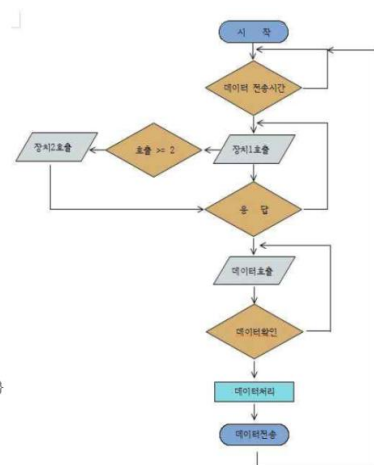 시 작
데이터 전송시간
장치2호출
호출 >= 2
장치1호출
응 답
데이터호출
데이터확인
데이터처리
데이터전송